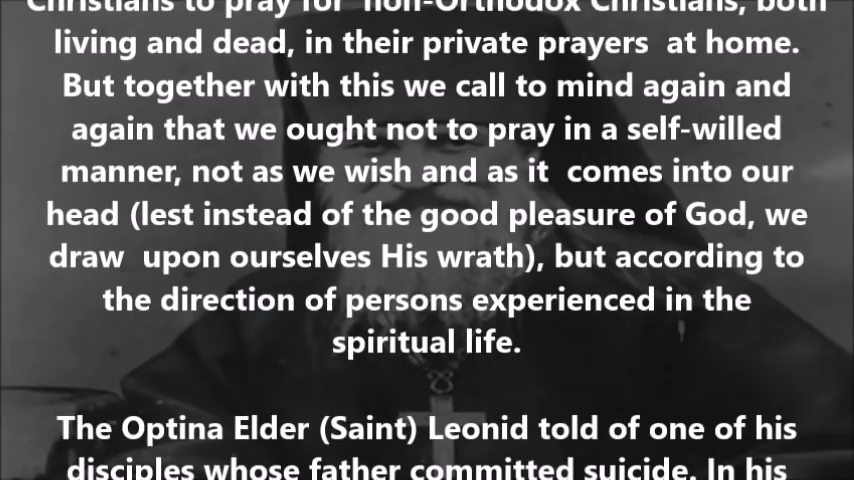 Christians to pray for non-Orthodox Christians, both
living and dead, in their private prayers at home.
But together with this we call to mind again and
again that we ought not to pray in a self-willed
manner, not as we wish and as it comes into our
head (lest instead of the good pleasure of God, we
draw upon ourselves His wrath), but according to
the direction of persons experienced in the
spiritual life.
The Optina Elder (Saint) Leonid told of one of his
disciples whose father committed suicide. In his